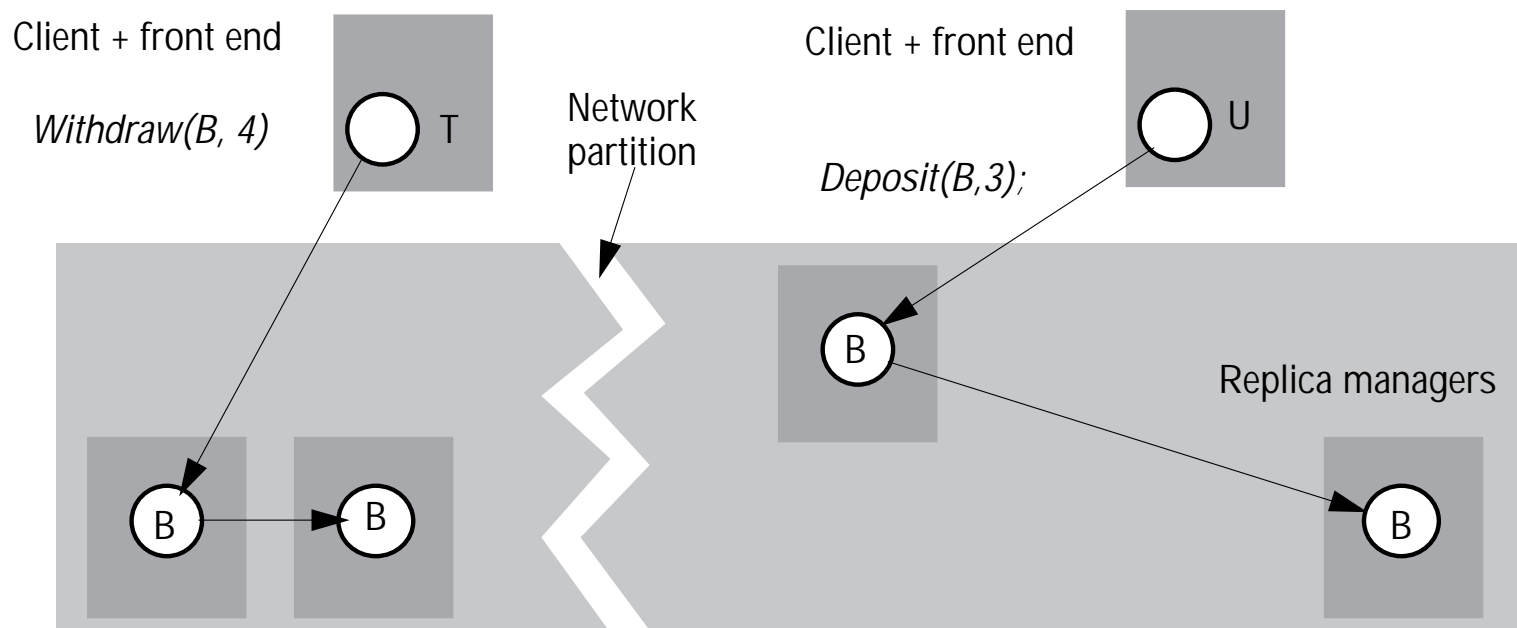 Client + front end
Withdraw(B, 4)
T
Network
partition
Client + front end
U
Deposit(B,3);
B
Replica managers
B
B
B